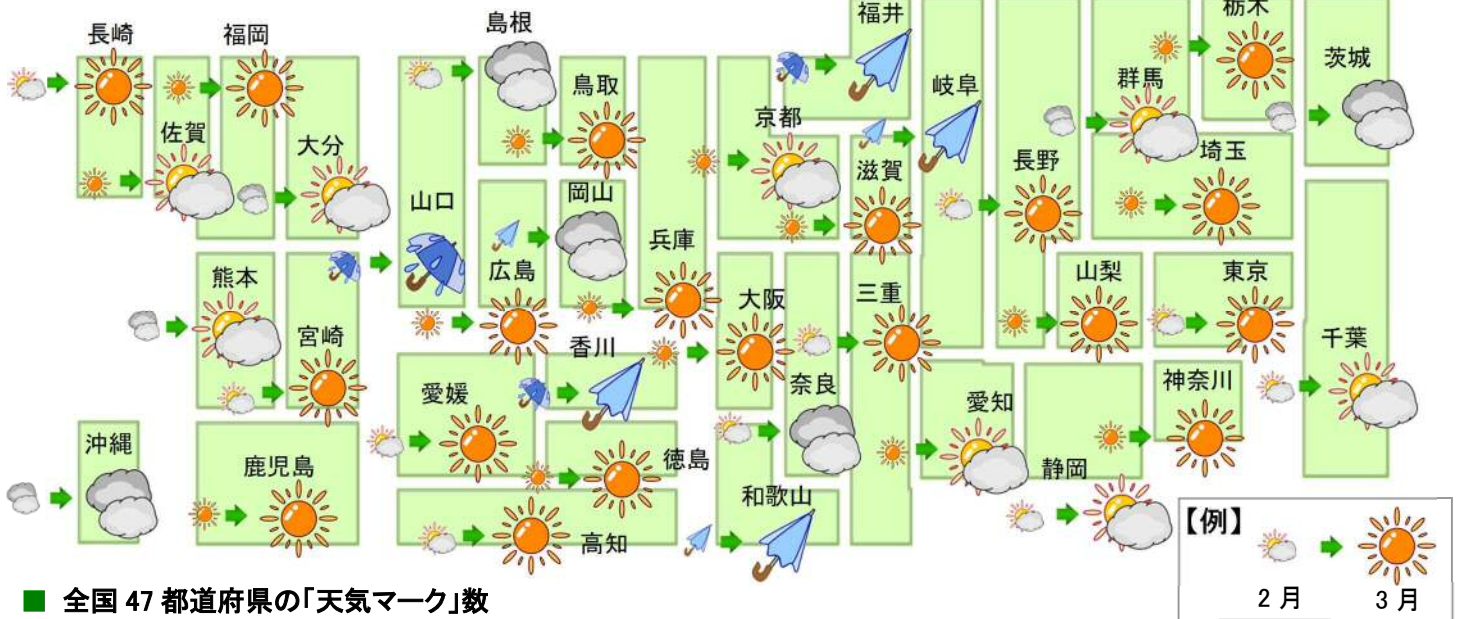 福井
栃木
島根
長崎
福岡
茨城
群馬
鳥取
岐阜
京都
佐賀
大分
埼玉
長野
滋賀
岡山
山口
兵庫
広島
熊本
山梨
東京
三重
大阪
宮崎
千葉
香川
神奈川
奈良
愛媛
愛知
沖縄
鹿児島
徳島
静岡
和歌山
高知
【例】
2 月 3 月
■ 全国 47 都道府県の「天気マーク」数